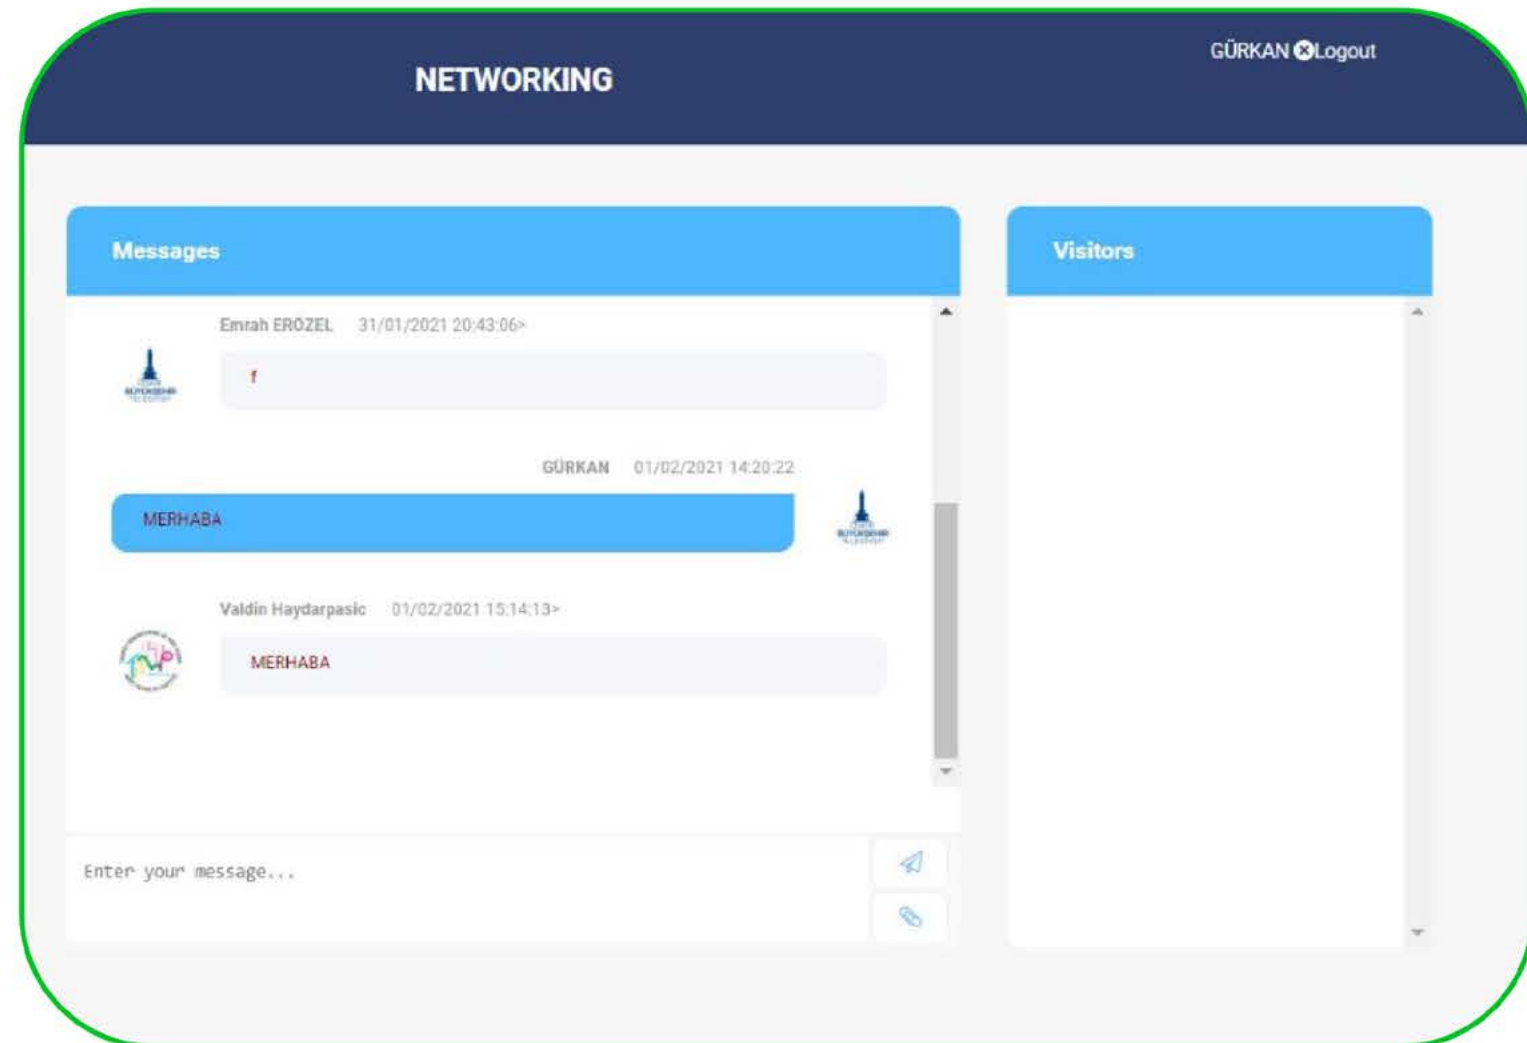 GÜRKAN Logout
NETWORKING
Messages
Visitors
Emrah ERÖZEL 31/01/2021 20:43:06>
f
GÜRKAN 01/02/2021 14:20:22
MERHABA
Valdin Haydarpasic 01/02/2021 15:14:13>
MERHABA
Enter your message...